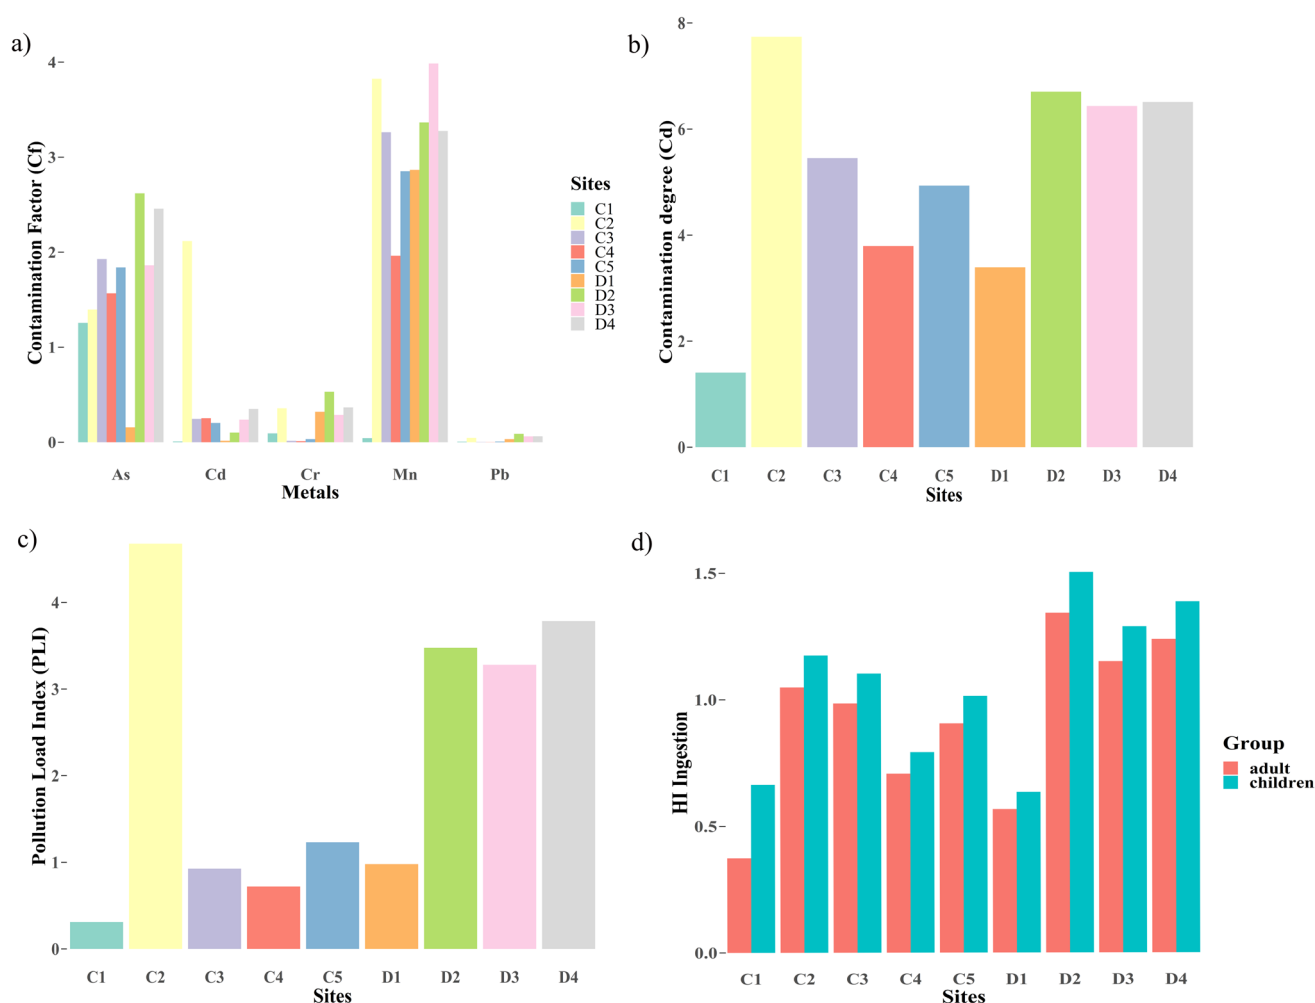 a)
Contamination Factor (Cf)
4
3
2
1
0
As Cd Cr Mn Pb
Metals
Sites
C1
C2
C3
C4
C5
D1
D2
D3
D4
b)
Contamination degree (Cd)
8
6
4
2
0
C1 C2 C3 C4 C5 D1 D2 D3 D4
Sites
c)
Pollution Load Index (PLI)
4
3
2
1
0
C1 C2 C3 C4 C5 D1 D2 D3 D4
Sites
d)
HI Ingestion
1.5
1.0
0.5
0.0
C1 C2 C3 C4 C5 D1 D2 D3 D4
Sites
Group
adult
children